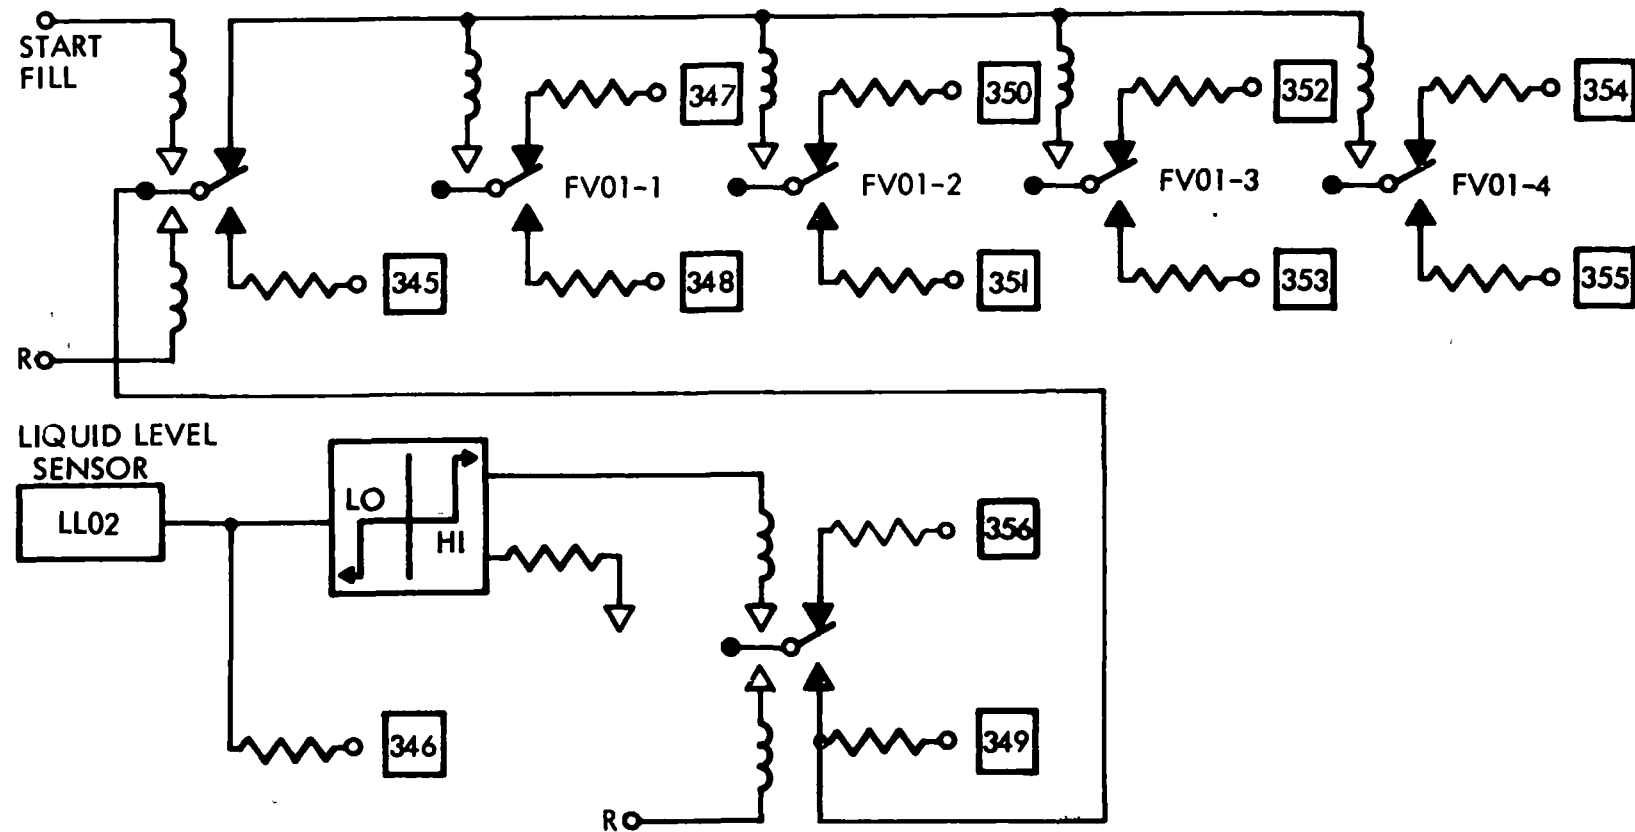 START
FILL
347
350
352
354
FV01-1
FV01-2
FV01-3
FV01-4
345
348
351
353
355
R
LIQUID LEVEL
SENSOR
LL02
LO
HI
356
346
349
R